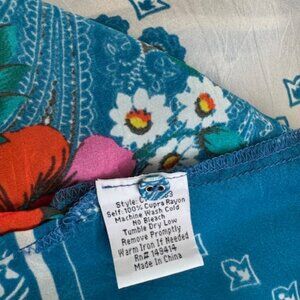 Style:
Self: 100% Cupra Rayon
Machine Wash Cold
No Bleach
Tumble Dry Low
Remove Promptly
Warm Iron If Needed
Rn# 149414
Made In China